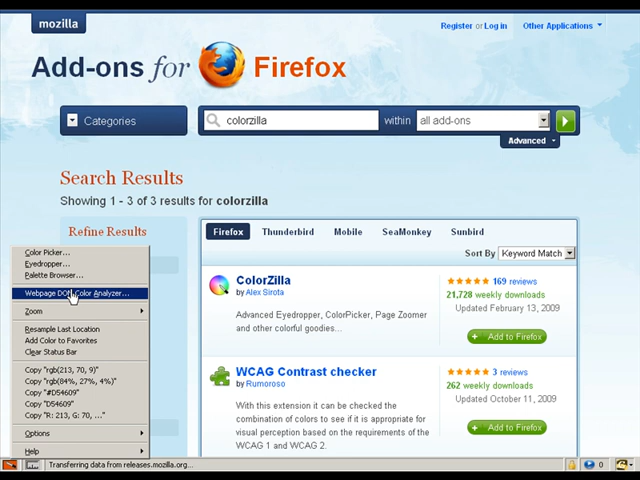 mozilla
Register or Log in
Other Applications
Add-ons for Firefox
Categories
colorzilla
within
all add-ons
Advanced
Search Results
Showing 1 - 3 of 3 results for colorzilla
Refine Results
Firefox
Thunderbird
Mobile
SeaMonkey
Sunbird
Sort By
Keyword Match
Color Picker...
Eyedropper...
Palette Browser...
Webpage DOM Color Analyzer...
Zoom
Resample Last Location
Add Color to Favorites
Clear Status Bar
Copy "rgb(213, 70, 9)"
Copy "rgb(84%, 27%, 4%)"
Copy "#D54609"
Copy "D54609"
Copy "R: 213, G: 70, ..."
Options
Help
ColorZilla
by Alex Sirota
169 reviews
21,728 weekly downloads
Updated February 13, 2009
Advanced Eyedropper, ColorPicker, Page Zoomer
and other colorful goodies...
Add to Firefox
WCAG Contrast checker
by Rumoroso
3 reviews
262 weekly downloads
Updated October 11, 2009
With this extension it can be checked the
combination of colors to see if it is appropriate for
visual perception based on the requirements of the
WCAG 1 and WCAG 2.
Add to Firefox
Transferring data from releases.mozilla.org...
0